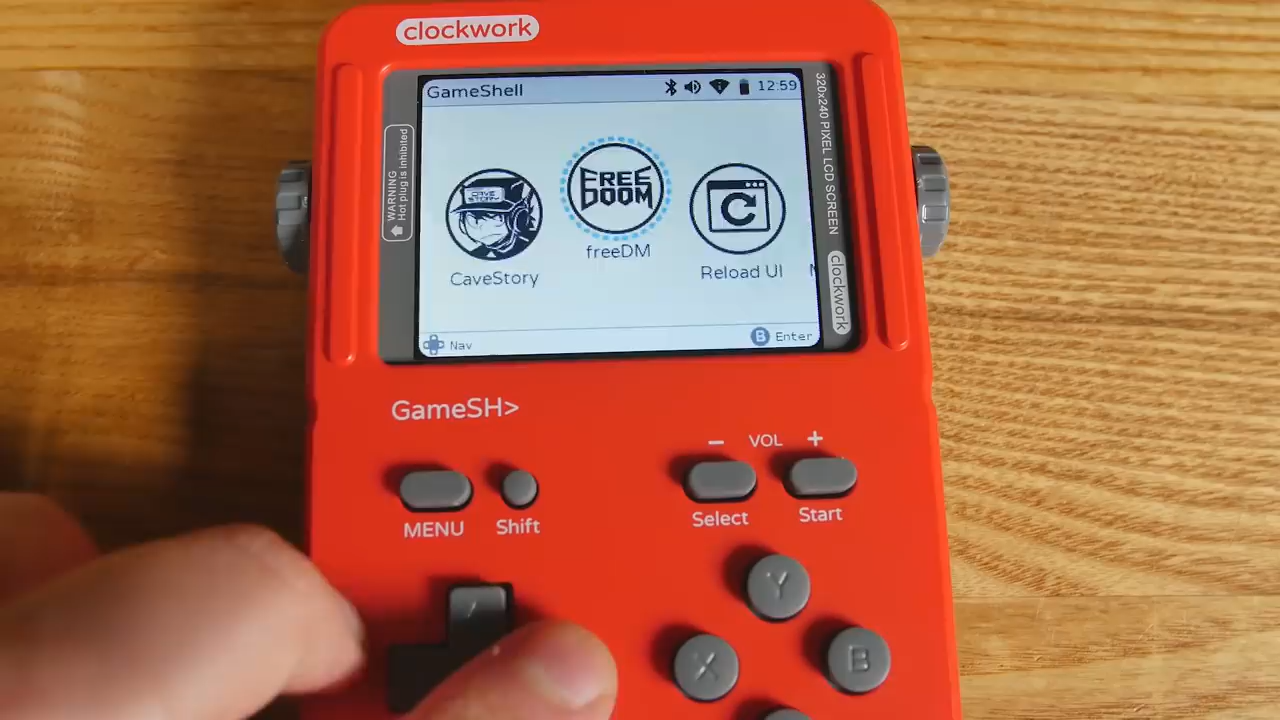 clockwork
GameShell
12:59
WARNING
Hot plug is inhibited
320x240 PIXEL LCD SCREEN
clockwork
CAVE
STORY
FREE
DOOM
CaveStory
freeDM
Reload UI
Nav
B Enter
GameSH>
- VOL +
MENU
Shift
Select
Start
Y
X
B